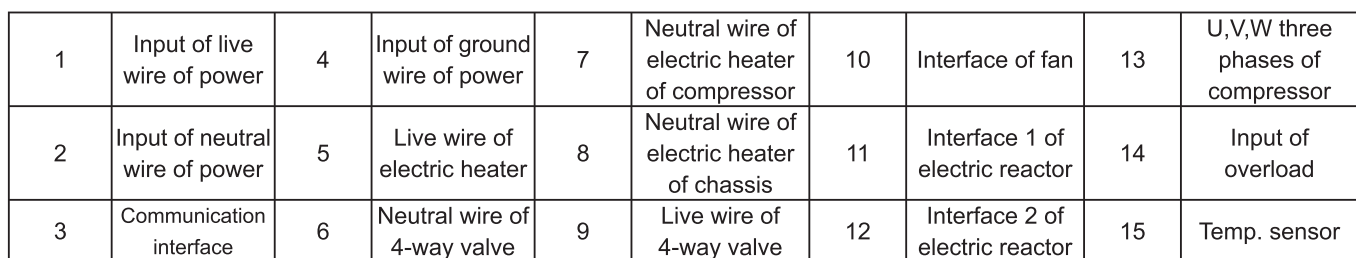 1 Input of live wire of power 4 Input of ground wire of power 7 Neutral wire of electric heater of compressor 10 Interface of fan 13 U,V,W three phases of compressor
2 Input of neutral wire of power 5 Live wire of electric heater 8 Neutral wire of electric heater of chassis 11 Interface 1 of electric reactor 14 Input of overload
3 Communication interface 6 Neutral wire of 4-way valve 9 Live wire of 4-way valve 12 Interface 2 of electric reactor 15 Temp. sensor